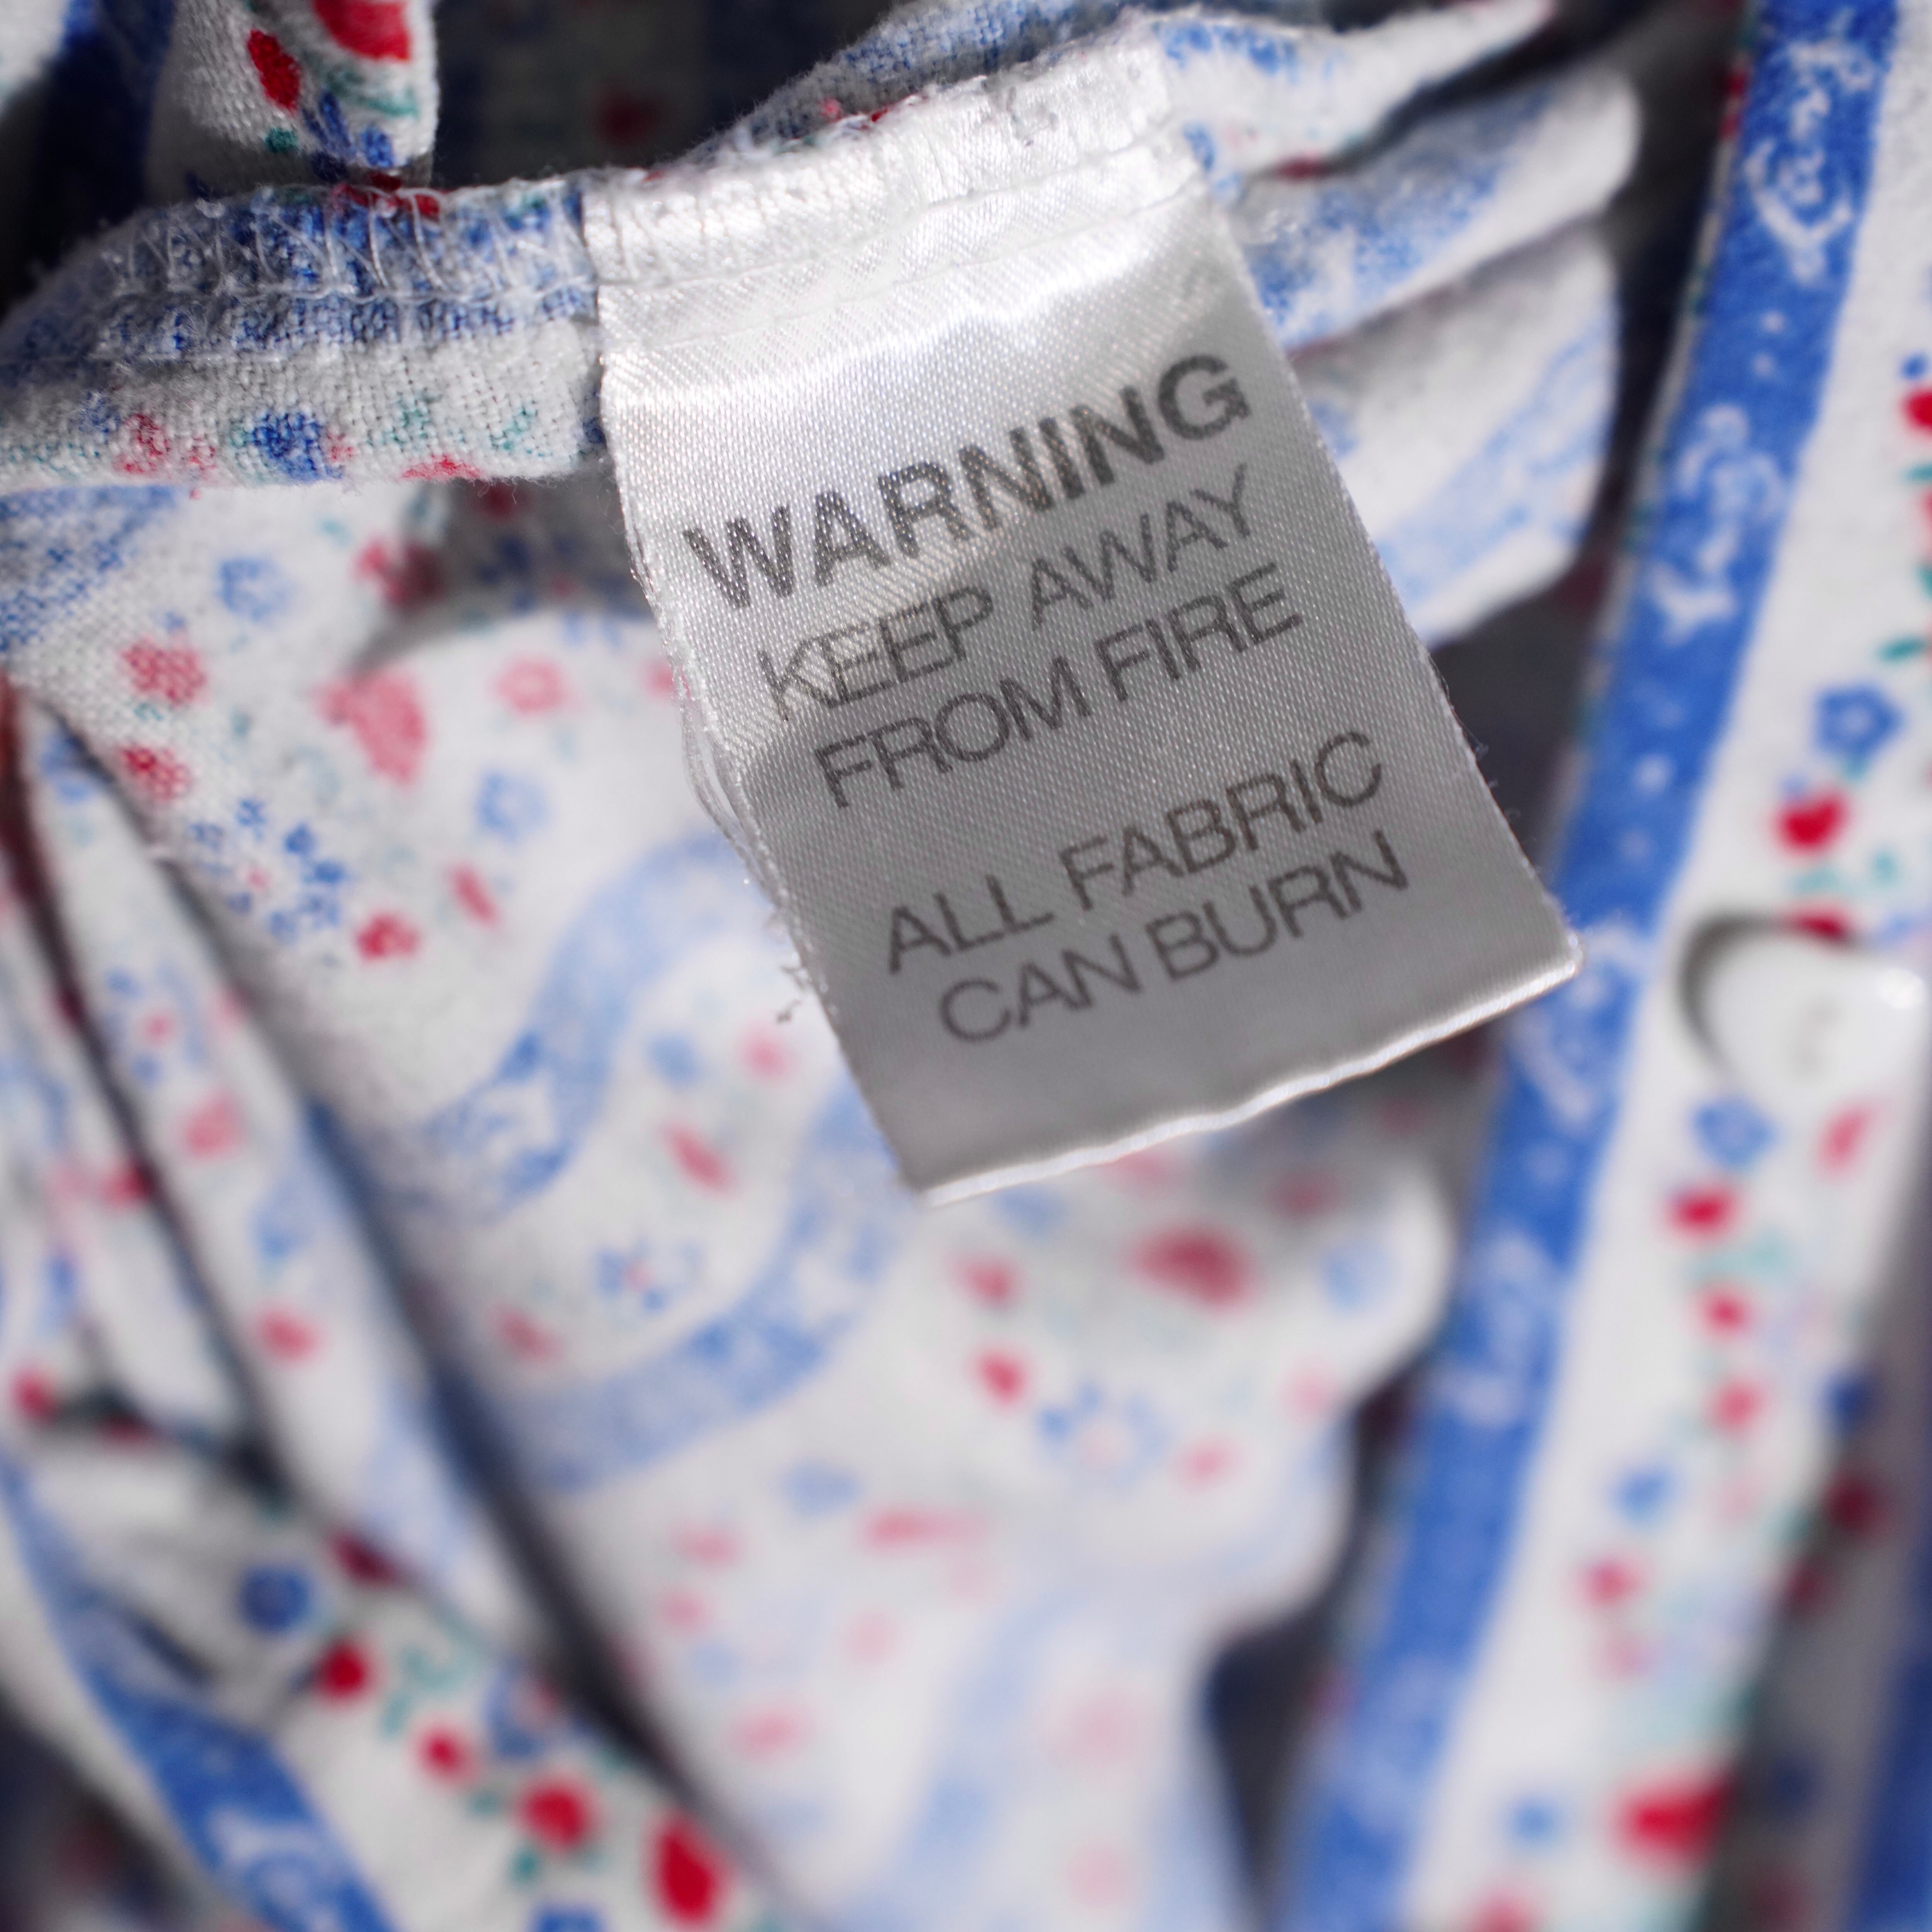 WARNING
KEEP AWAY
FROM FIRE
ALL FABRIC
CAN BURN